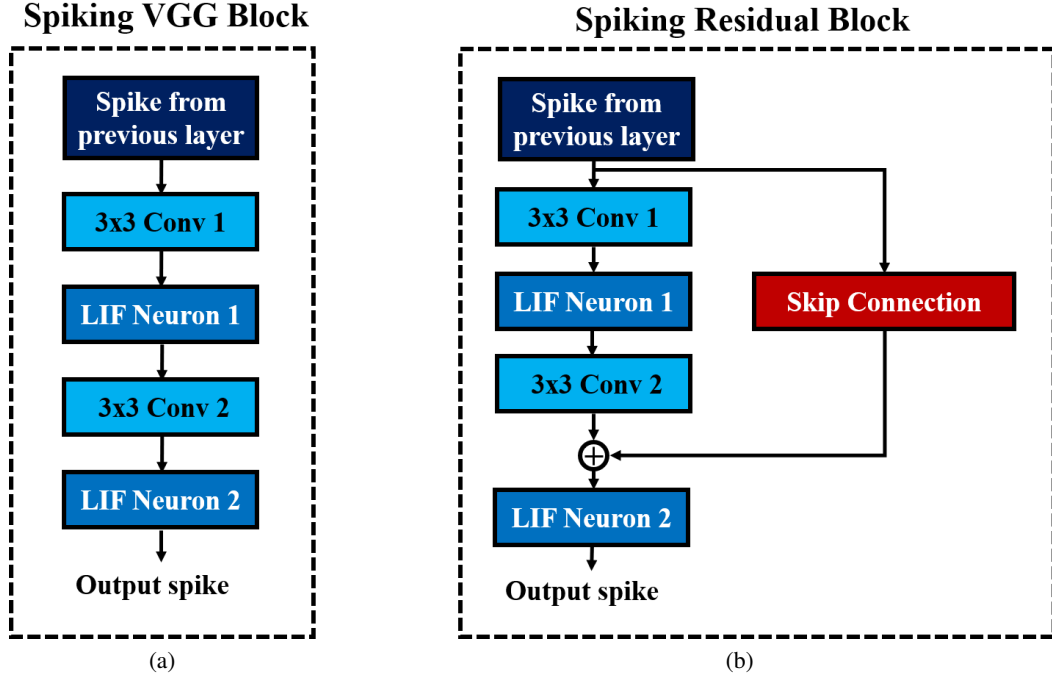 Spiking VGG Block
Spike from
previous layer
3x3 Conv 1
LIF Neuron 1
3x3 Conv 2
LIF Neuron 2
Output spike
(a)
Spiking Residual Block
Spike from
previous layer
3x3 Conv 1
LIF Neuron 1
Skip Connection
3x3 Conv 2
LIF Neuron 2
Output spike
(b)